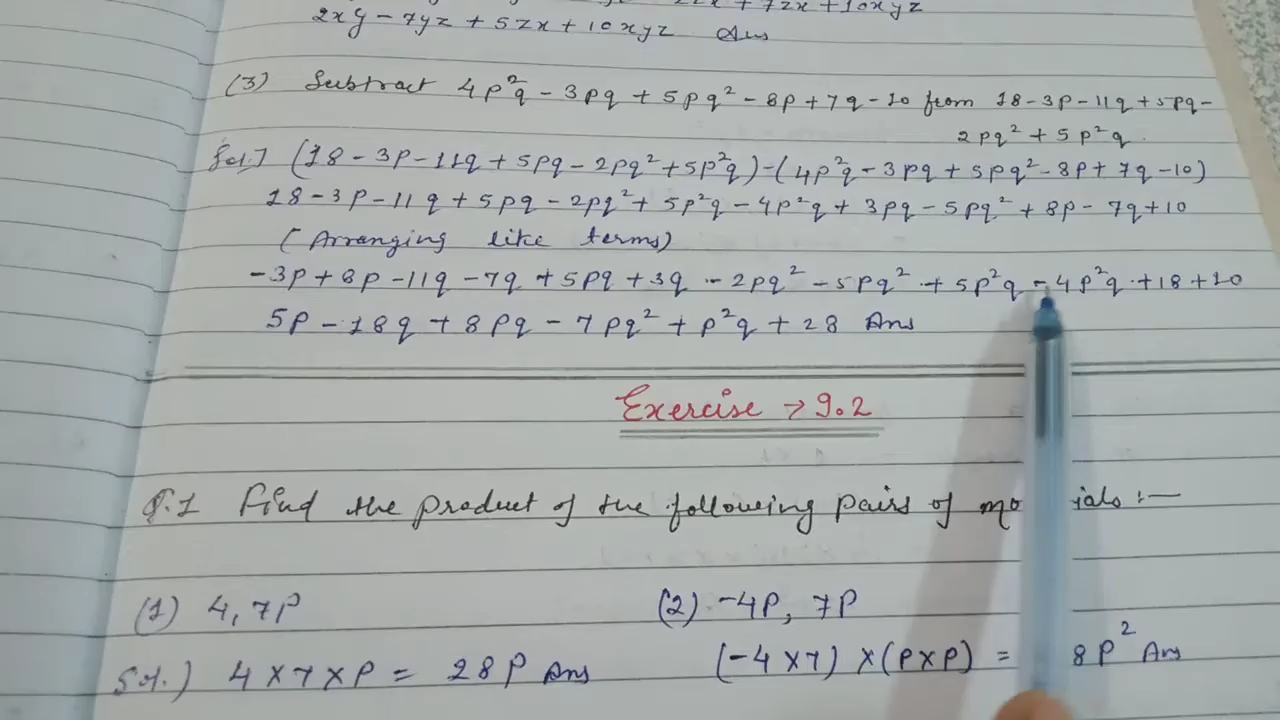 + 7zx + 10xyz
2xy - 7yz + 5zx + 10xyz Ans
(3) Subtract 4p²q - 3pq + 5pq² - 8p + 7q - 10 from 18 - 3p - 11q + 5pq -
2pq² + 5p²q.
Sol.) (18 - 3p - 11q + 5pq - 2pq² + 5p²q) - (4p²q - 3pq + 5pq² - 8p + 7q - 10)
18 - 3p - 11q + 5pq - 2pq² + 5p²q - 4p²q + 3pq - 5pq² + 8p - 7q + 10
(Arranging like terms)
-3p + 8p - 11q - 7q + 5pq + 3q - 2pq² - 5pq² + 5p²q - 4p²q + 18 + 10
5p - 18q + 8pq - 7pq² + p²q + 28 Ans
Exercise → 9.2
Q.1 Find the product of the following pairs of mo ials :—
(1) 4, 7p (2) -4p, 7p
Sol.) 4 × 7 × p = 28p Ans (-4 × 7) × (p × p) = 8p² Ans